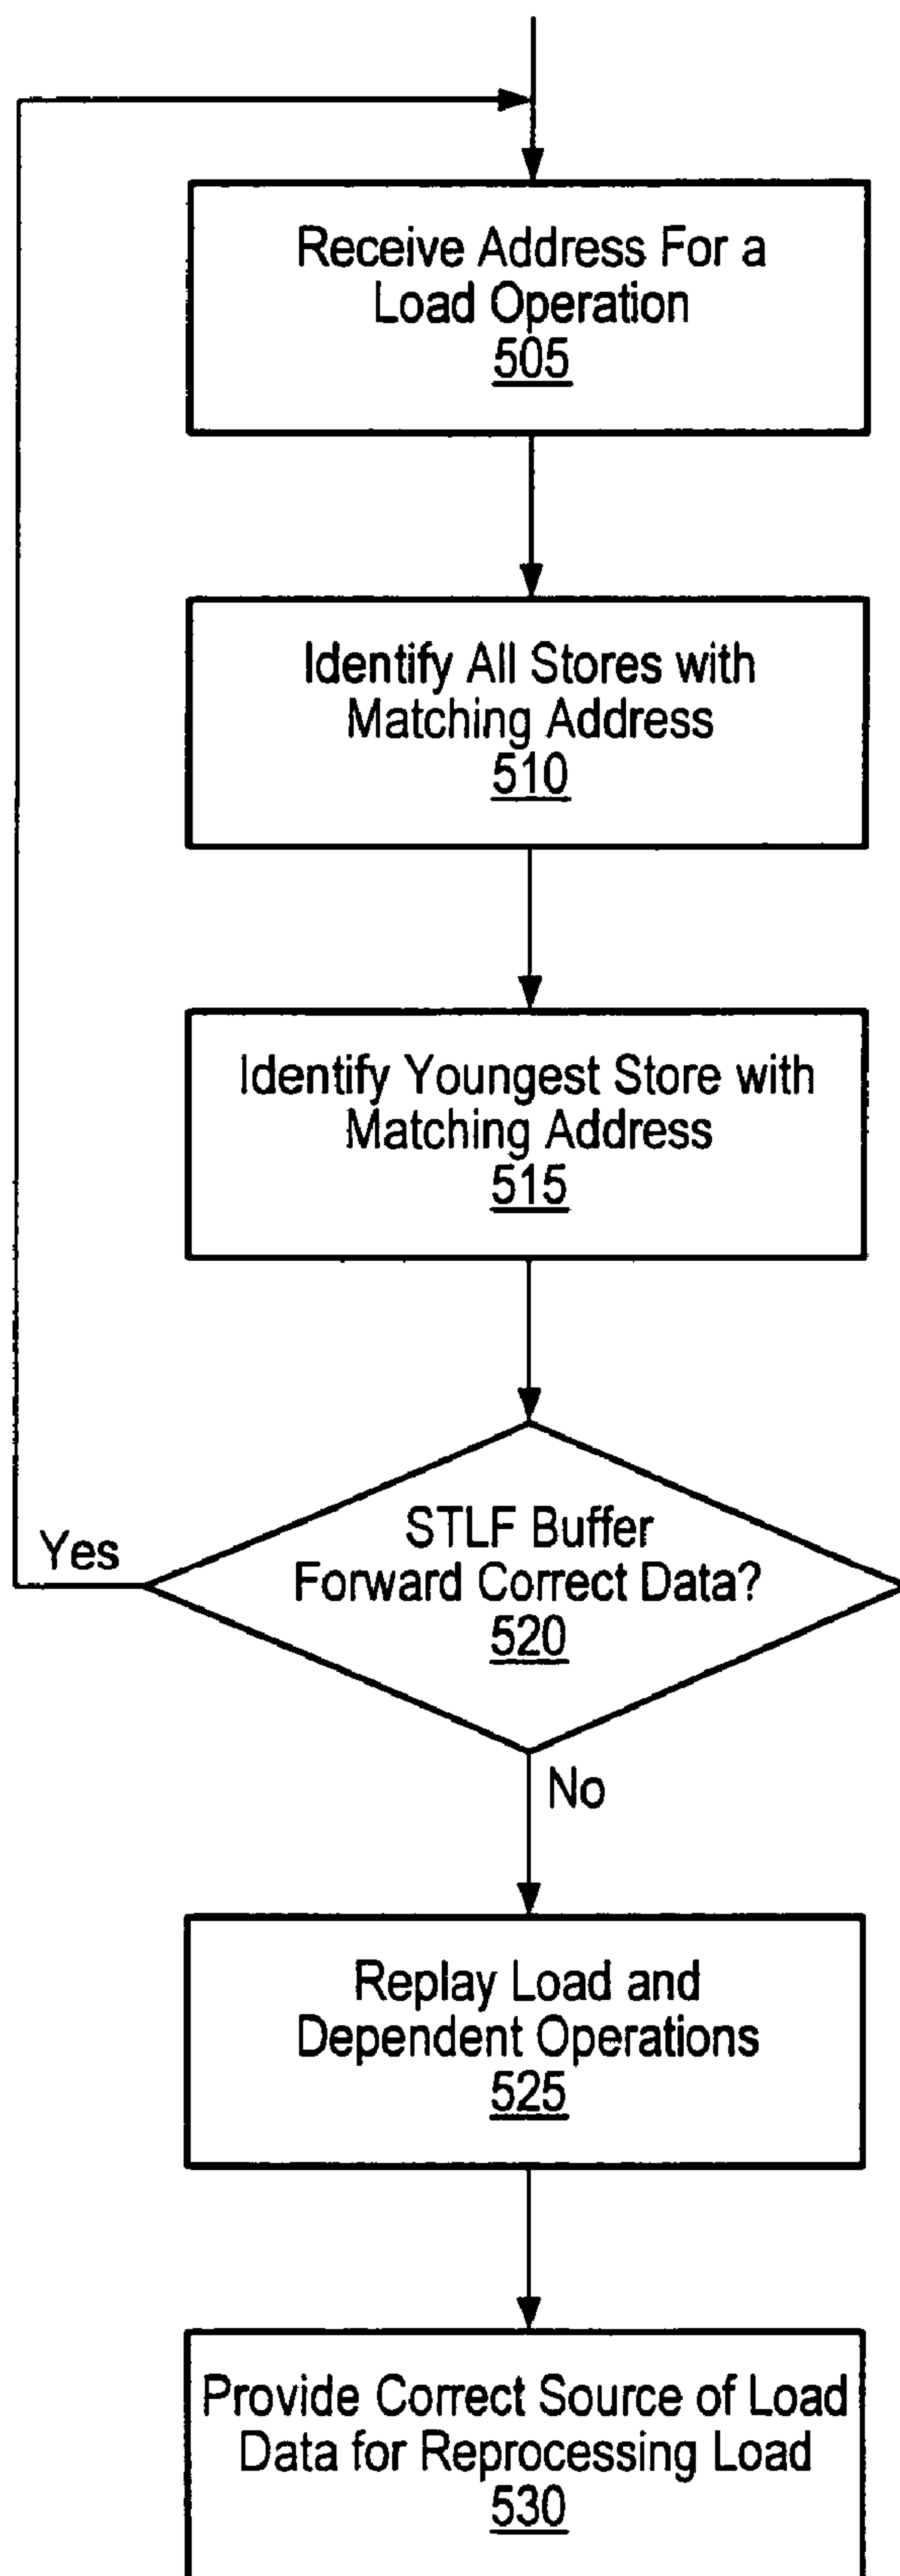 Receive Address For a
Load Operation
505
Identify All Stores with
Matching Address
510
Identify Youngest Store with
Matching Address
515
STLF Buffer
Forward Correct Data?
520
Yes
No
Replay Load and
Dependent Operations
525
Provide Correct Source of Load
Data for Reprocessing Load
530